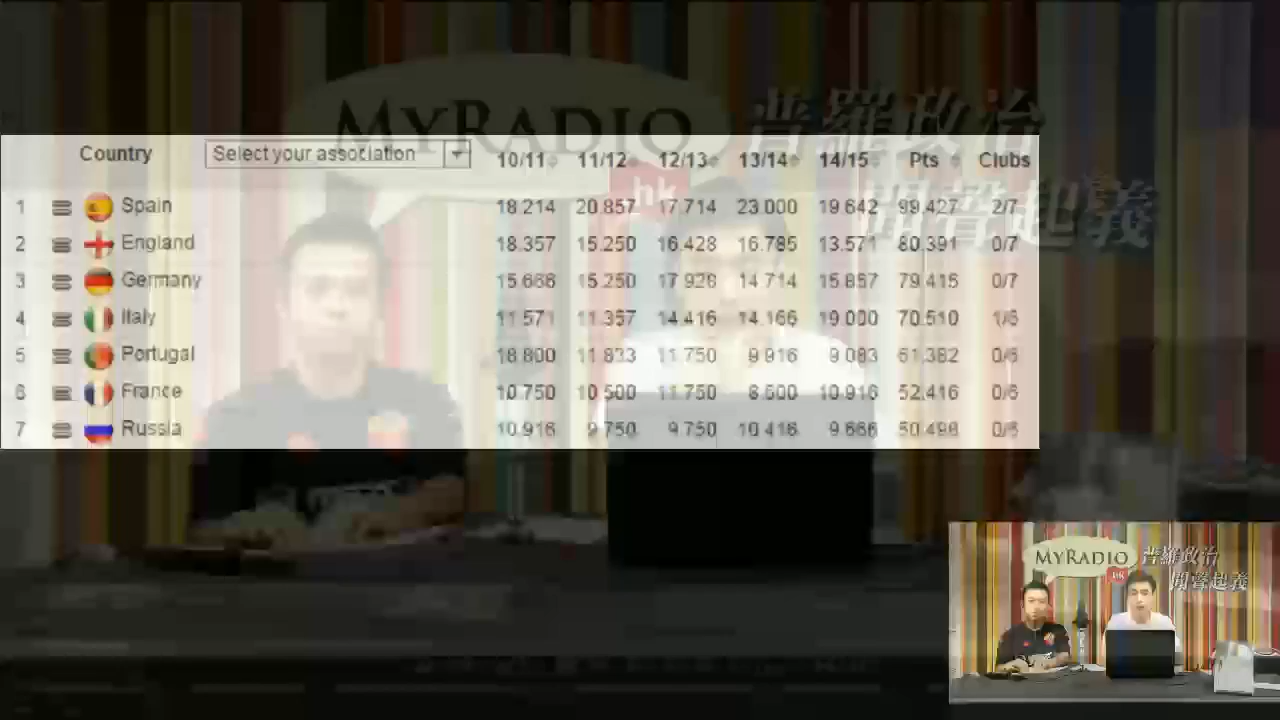 MYRADIO
hk
普羅政治
聞聲起義
Country Select your association 10/11 11/12 12/13 13/14 14/15 Pts Clubs
1 Spain 18.214 20.857 17.714 23.000 19.642 99.427 2/7
2 England 18.357 15.250 16.428 16.785 13.571 80.391 0/7
3 Germany 15.666 15.250 17.928 14.714 15.857 79.415 0/7
4 Italy 11.571 11.357 14.416 14.166 19.000 70.510 1/6
5 Portugal 18.800 11.833 11.750 9.916 9.083 61.382 0/6
6 France 10.750 10.500 11.750 8.500 10.916 52.416 0/6
7 Russia 10.916 9.750 9.750 10.416 9.666 50.498 0/6
MYRADIO
hk
普羅政治
聞聲起義